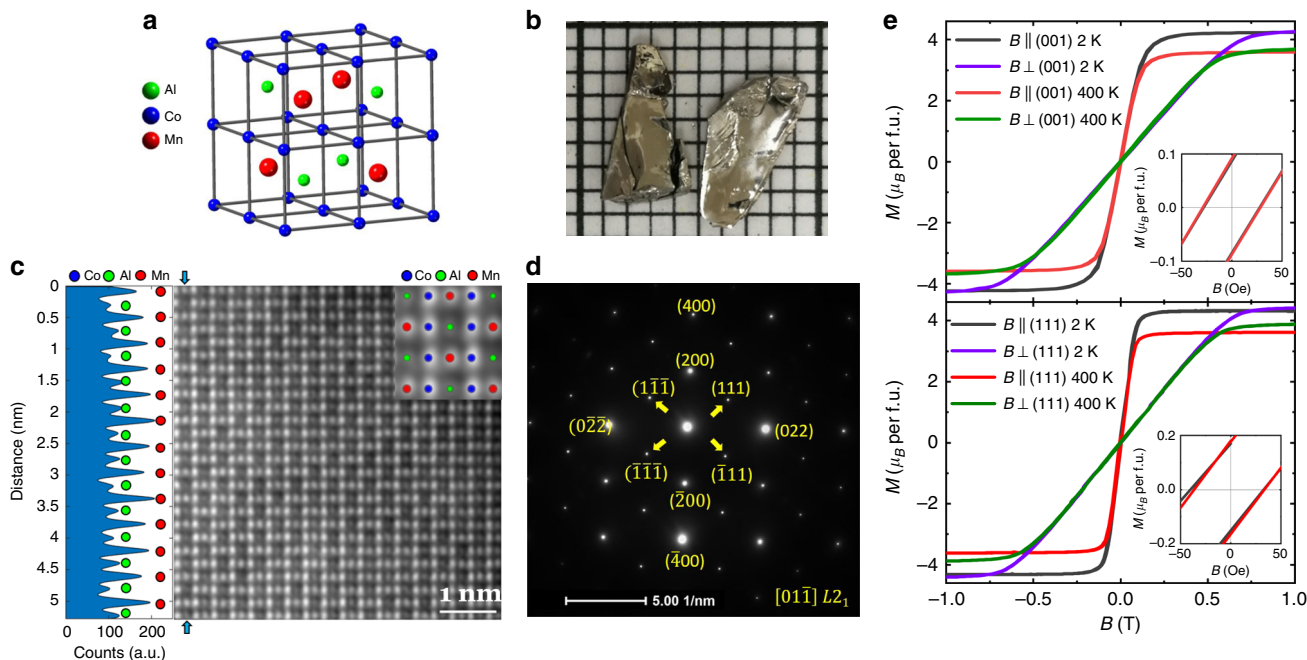 a
Al
Co
Mn
b
c
Co Al Mn
0
0.5
1
1.5
2
2.5
3
3.5
4
4.5
5
Distance (nm)
0 100 200
Counts (a.u.)
1 nm
d
(400)
(200)
(11̅1̅) (111)
(02̅2̅) (022)
(1̅1̅1̅) (1̅11)
(2̅00)
(4̅00)
5.00 1/nm
[011̅] L2₁
e
4
2
0
−2
−4
M (μB per f.u.)
B || (001) 2 K
B ⊥ (001) 2 K
B || (001) 400 K
B ⊥ (001) 400 K
0.1
0.0
−0.1
M (μB per f.u.)
−50 0 50
B (Oe)
4
2
0
−2
−4
M (μB per f.u.)
B || (111) 2 K
B ⊥ (111) 2 K
B || (111) 400 K
B ⊥ (111) 400 K
0.2
0.0
−0.2
M (μB per f.u.)
−50 0 50
B (Oe)
−1.0 −0.5 0.0 0.5 1.0
B (T)